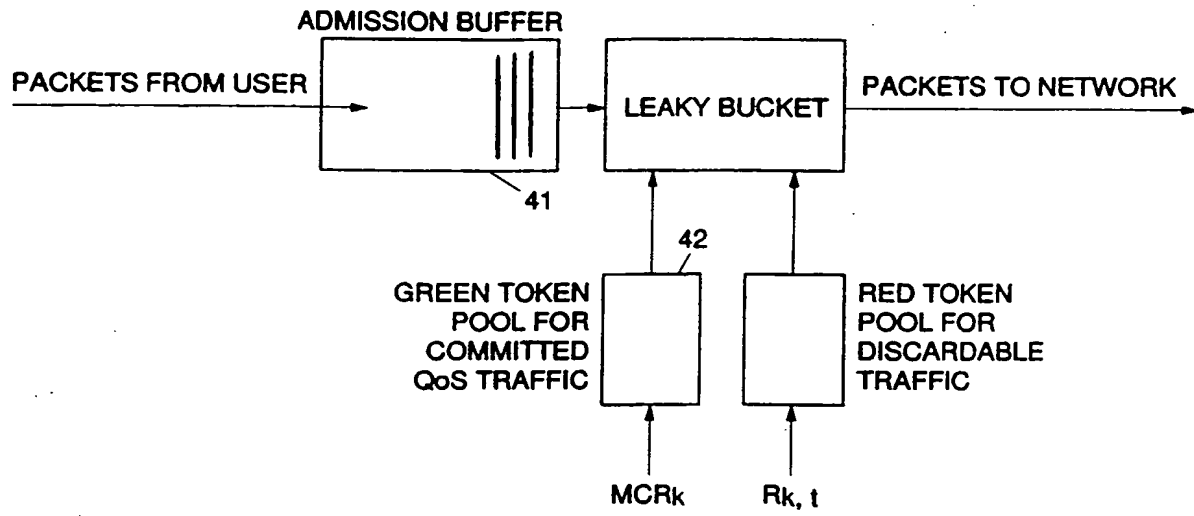 ADMISSION BUFFER
PACKETS FROM USER
LEAKY BUCKET
PACKETS TO NETWORK
41
42
GREEN TOKEN
POOL FOR
COMMITTED
QoS TRAFFIC
RED TOKEN
POOL FOR
DISCARDABLE
TRAFFIC
MCRk
Rk, t